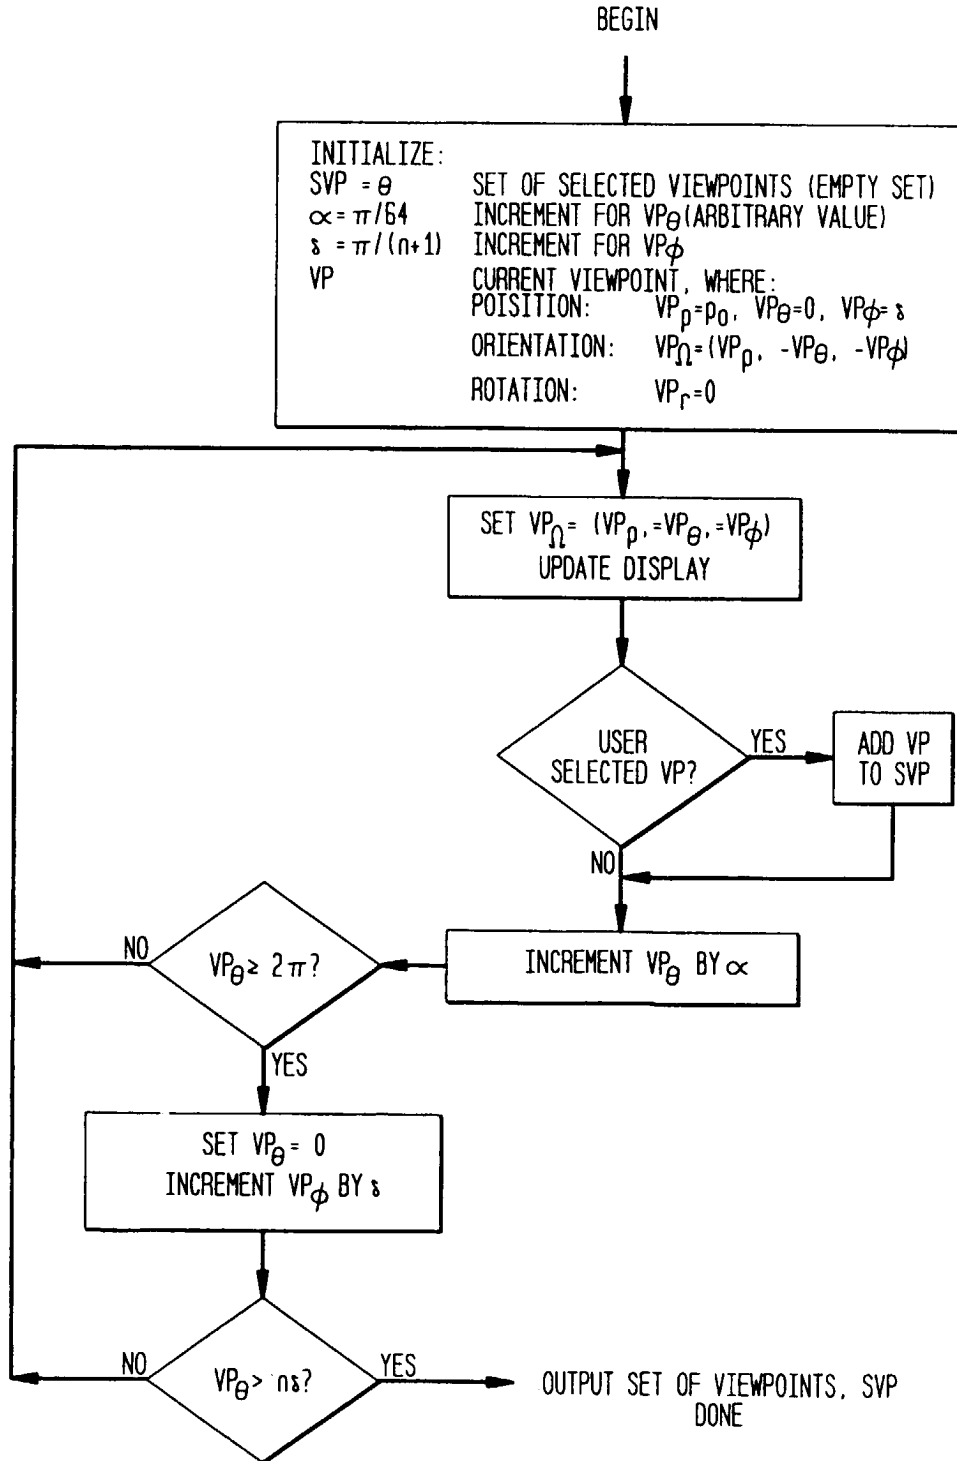 BEGIN
INITIALIZE:
SVP = θ SET OF SELECTED VIEWPOINTS (EMPTY SET)
∝ = π/64 INCREMENT FOR VPθ (ARBITRARY VALUE)
δ = π/(n+1) INCREMENT FOR VPϕ
VP CURRENT VIEWPOINT, WHERE:
POISITION: VPρ=ρ0, VPθ=0, VPϕ=δ
ORIENTATION: VPΩ=(VPρ, -VPθ, -VPϕ)
ROTATION: VPr=0
SET VPΩ= (VPρ,=VPθ,=VPϕ)
UPDATE DISPLAY
USER
SELECTED VP?
YES
ADD VP
TO SVP
NO
INCREMENT VPθ BY ∝
VPθ ≥ 2π?
NO
YES
SET VPθ = 0
INCREMENT VPϕ BY δ
VPθ > nδ?
NO
YES
OUTPUT SET OF VIEWPOINTS, SVP
DONE